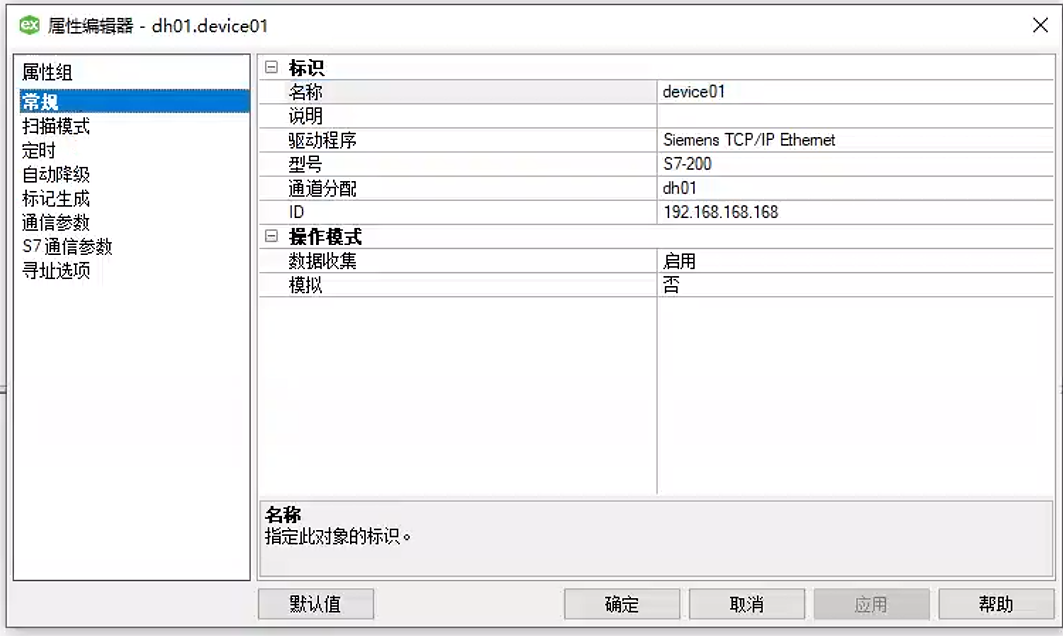 ex 属性编辑器 - dh01.device01
属性组
常规
扫描模式
定时
自动降级
标记生成
通信参数
S7通信参数
寻址选项
标识
名称 device01
说明
驱动程序 Siemens TCP/IP Ethernet
型号 S7-200
通道分配 dh01
ID 192.168.168.168
操作模式
数据收集 启用
模拟 否
名称
指定此对象的标识。
默认值 确定 取消 应用 帮助